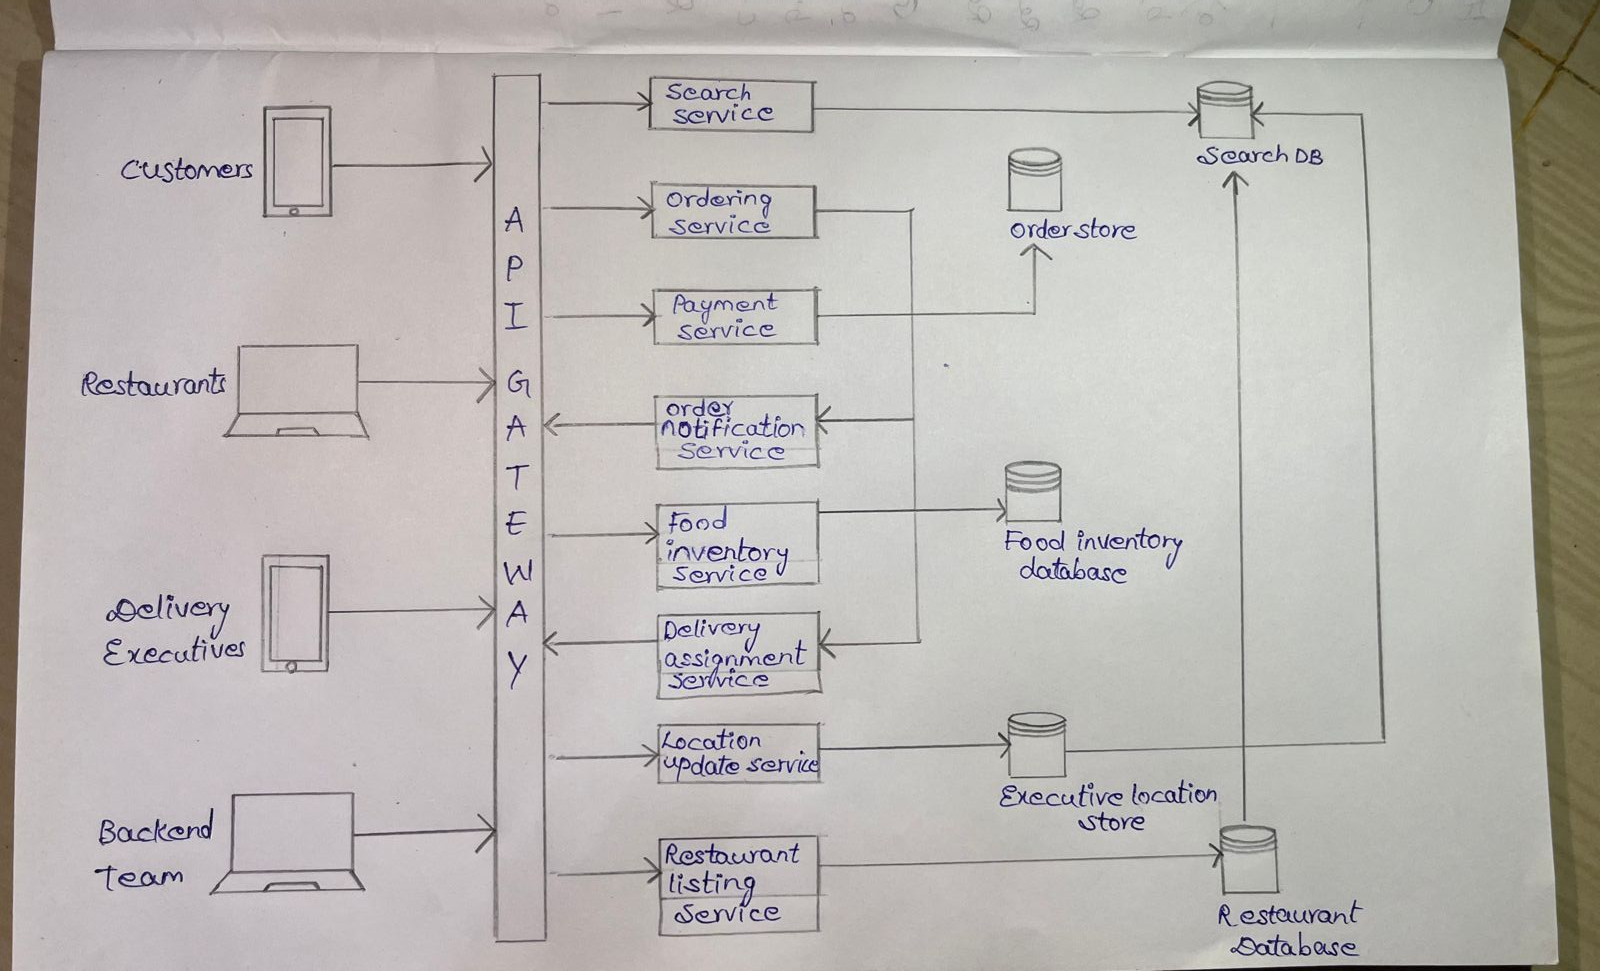 Customers
Restaurants
Delivery
Executives
Backend
team
A
P
I
G
A
T
E
W
A
Y
Search
service
Ordering
service
Payment
service
order
notification
service
Food
inventory
service
Delivery
assignment
service
Location
update service
Restaurant
listing
service
Search DB
order store
Food inventory
database
Executive location
store
Restaurant
Database